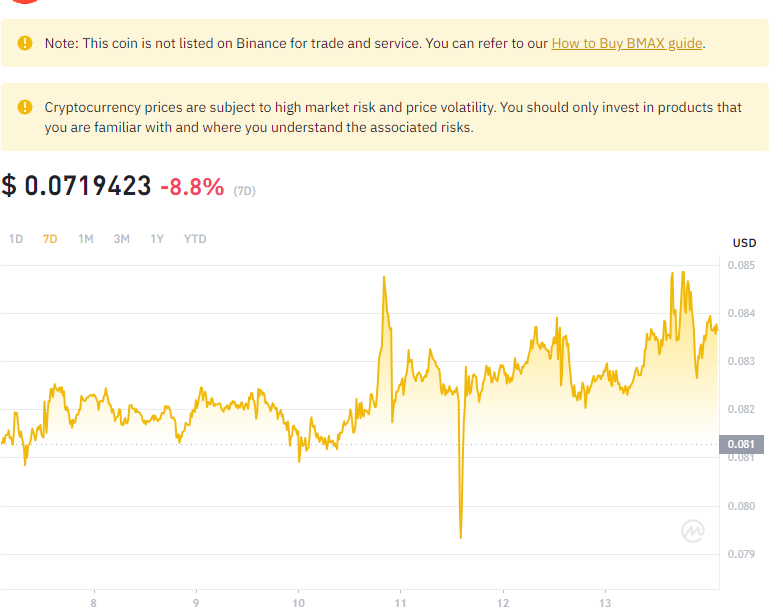 Note: This coin is not listed on Binance for trade and service. You can refer to our How to Buy BMAX guide.
Cryptocurrency prices are subject to high market risk and price volatility. You should only invest in products that
you are familiar with and where you understand the associated risks.
$ 0.0719423 -8.8% (7D)
1D 7D 1M 3M 1Y YTD
USD
0.085
0.084
0.083
0.082
0.081
0.081
0.080
0.079
8 9 10 11 12 13